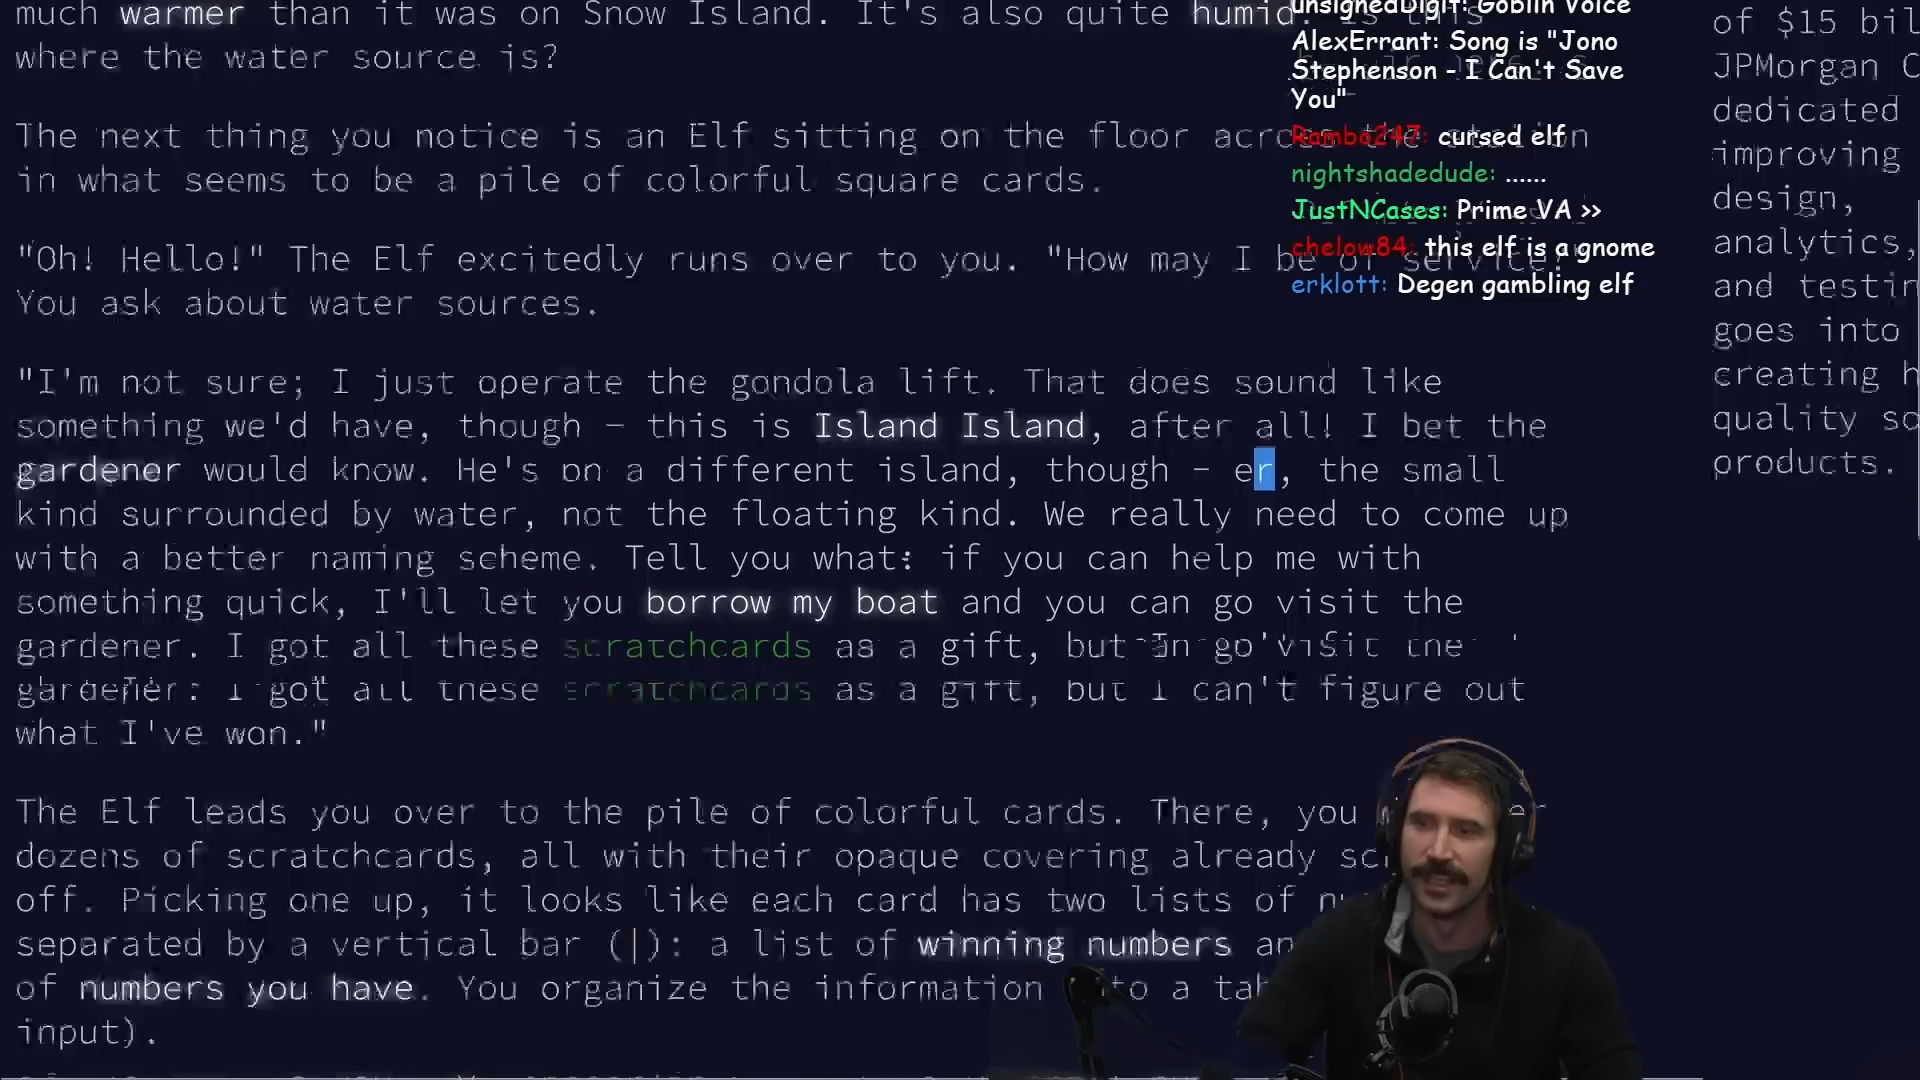 much warmer than it was on Snow Island. It's also quite humid. Is this
where the water source is?
The next thing you notice is an Elf sitting on the floor across the station
in what seems to be a pile of colorful square cards.
"Oh! Hello!" The Elf excitedly runs over to you. "How may I be of service?"
You ask about water sources.
"I'm not sure; I just operate the gondola lift. That does sound like
something we'd have, though - this is Island Island, after all! I bet the
gardener would know. He's on a different island, though - er, the small
kind surrounded by water, not the floating kind. We really need to come up
with a better naming scheme. Tell you what: if you can help me with
something quick, I'll let you borrow my boat and you can go visit the
gardener. I got all these scratchcards as a gift, but
gardener. I got all these scratchcards as a gift, but I can't figure out
what I've won."
The Elf leads you over to the pile of colorful cards. There, you
dozens of scratchcards, all with their opaque covering already
off. Picking one up, it looks like each card has two lists of
separated by a vertical bar (|): a list of winning numbers
of numbers you have. You organize the information
input).
unsignedDigit: Goblin Voice
AlexErrant: Song is "Jono
Stephenson - I Can't Save
You"
Rambo247: cursed elf
nightshadedude: ......
JustNCases: Prime VA >>
chelow84: this elf is a gnome
erklott: Degen gambling elf
of $15
JPMorgan
dedicated
improving
design,
analytics,
and
goes into
creating
quality
products.